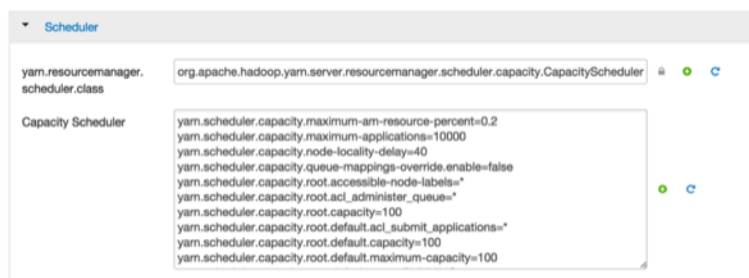 Scheduler
yarn.resourcemanager.
scheduler.class
org.apache.hadoop.yarn.server.resourcemanager.scheduler.capacity.CapacityScheduler
Capacity Scheduler
yarn.scheduler.capacity.maximum-am-resource-percent=0.2
yarn.scheduler.capacity.maximum-applications=10000
yarn.scheduler.capacity.node-locality-delay=40
yarn.scheduler.capacity.queue-mappings-override.enable=false
yarn.scheduler.capacity.root.accessible-node-labels=*
yarn.scheduler.capacity.root.acl_administer_queue=*
yarn.scheduler.capacity.root.capacity=100
yarn.scheduler.capacity.root.default.acl_submit_applications=*
yarn.scheduler.capacity.root.default.capacity=100
yarn.scheduler.capacity.root.default.maximum-capacity=100